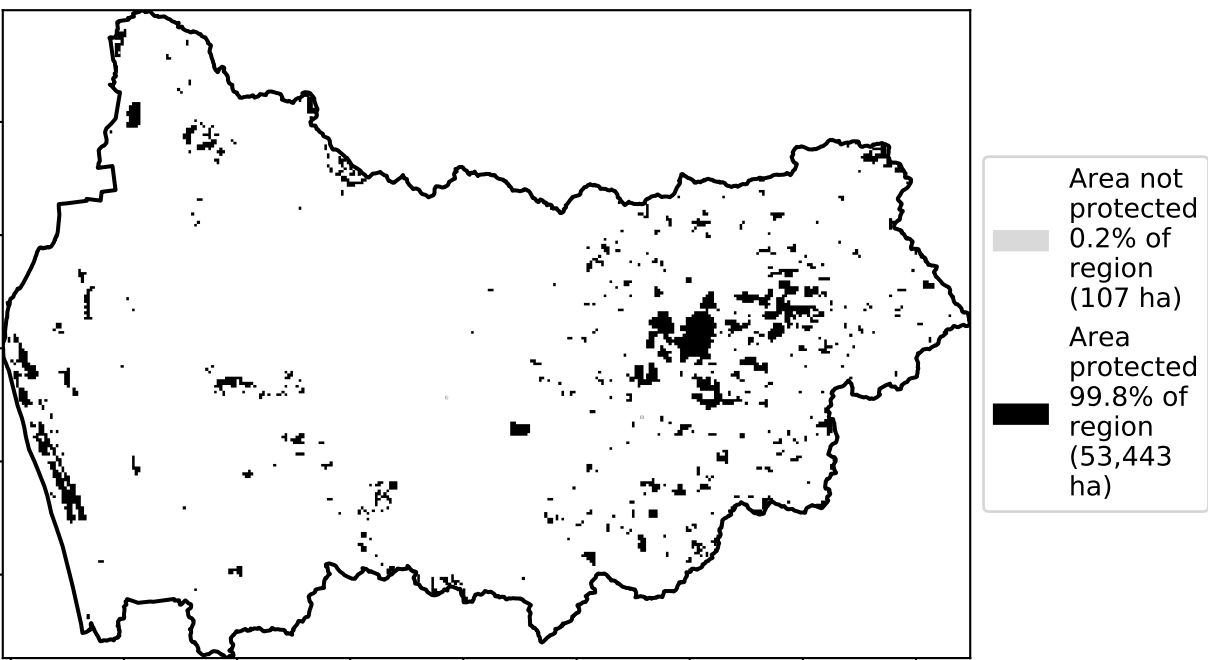 Area not
protected
0.2% of
region
(107 ha)
Area
protected
99.8% of
region
(53,443
ha)